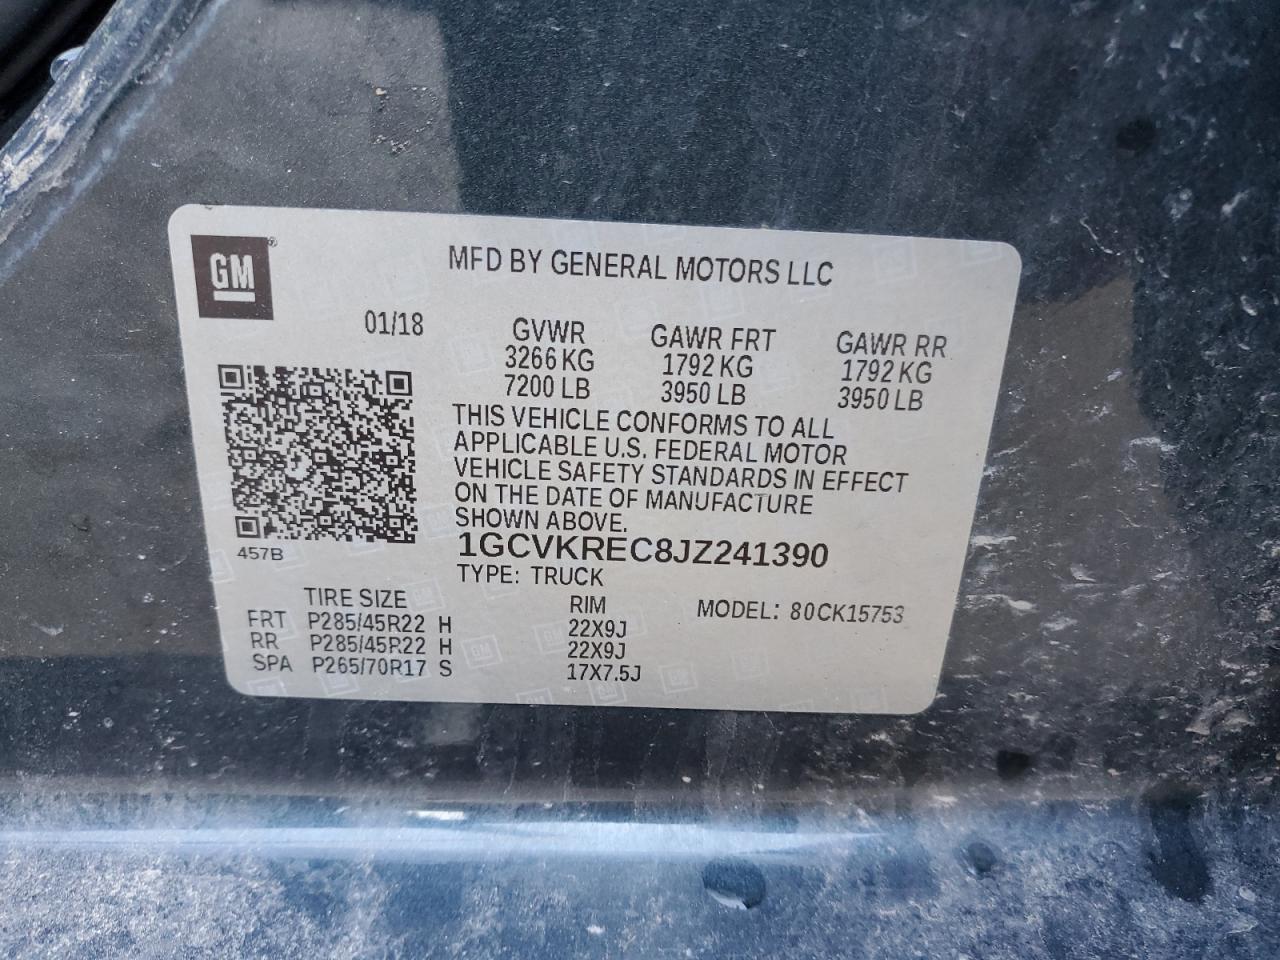 GM
MFD BY GENERAL MOTORS LLC
01/18
GVWR GAWR FRT GAWR RR
3266 KG 1792 KG 1792 KG
7200 LB 3950 LB 3950 LB
THIS VEHICLE CONFORMS TO ALL
APPLICABLE U.S. FEDERAL MOTOR
VEHICLE SAFETY STANDARDS IN EFFECT
ON THE DATE OF MANUFACTURE
SHOWN ABOVE.
457B
1GCVKREC8JZ241390
TYPE: TRUCK
TIRE SIZE RIM MODEL: 80CK15753
FRT P285/45R22 H 22X9J
RR P285/45R22 H 22X9J
SPA P265/70R17 S 17X7.5J